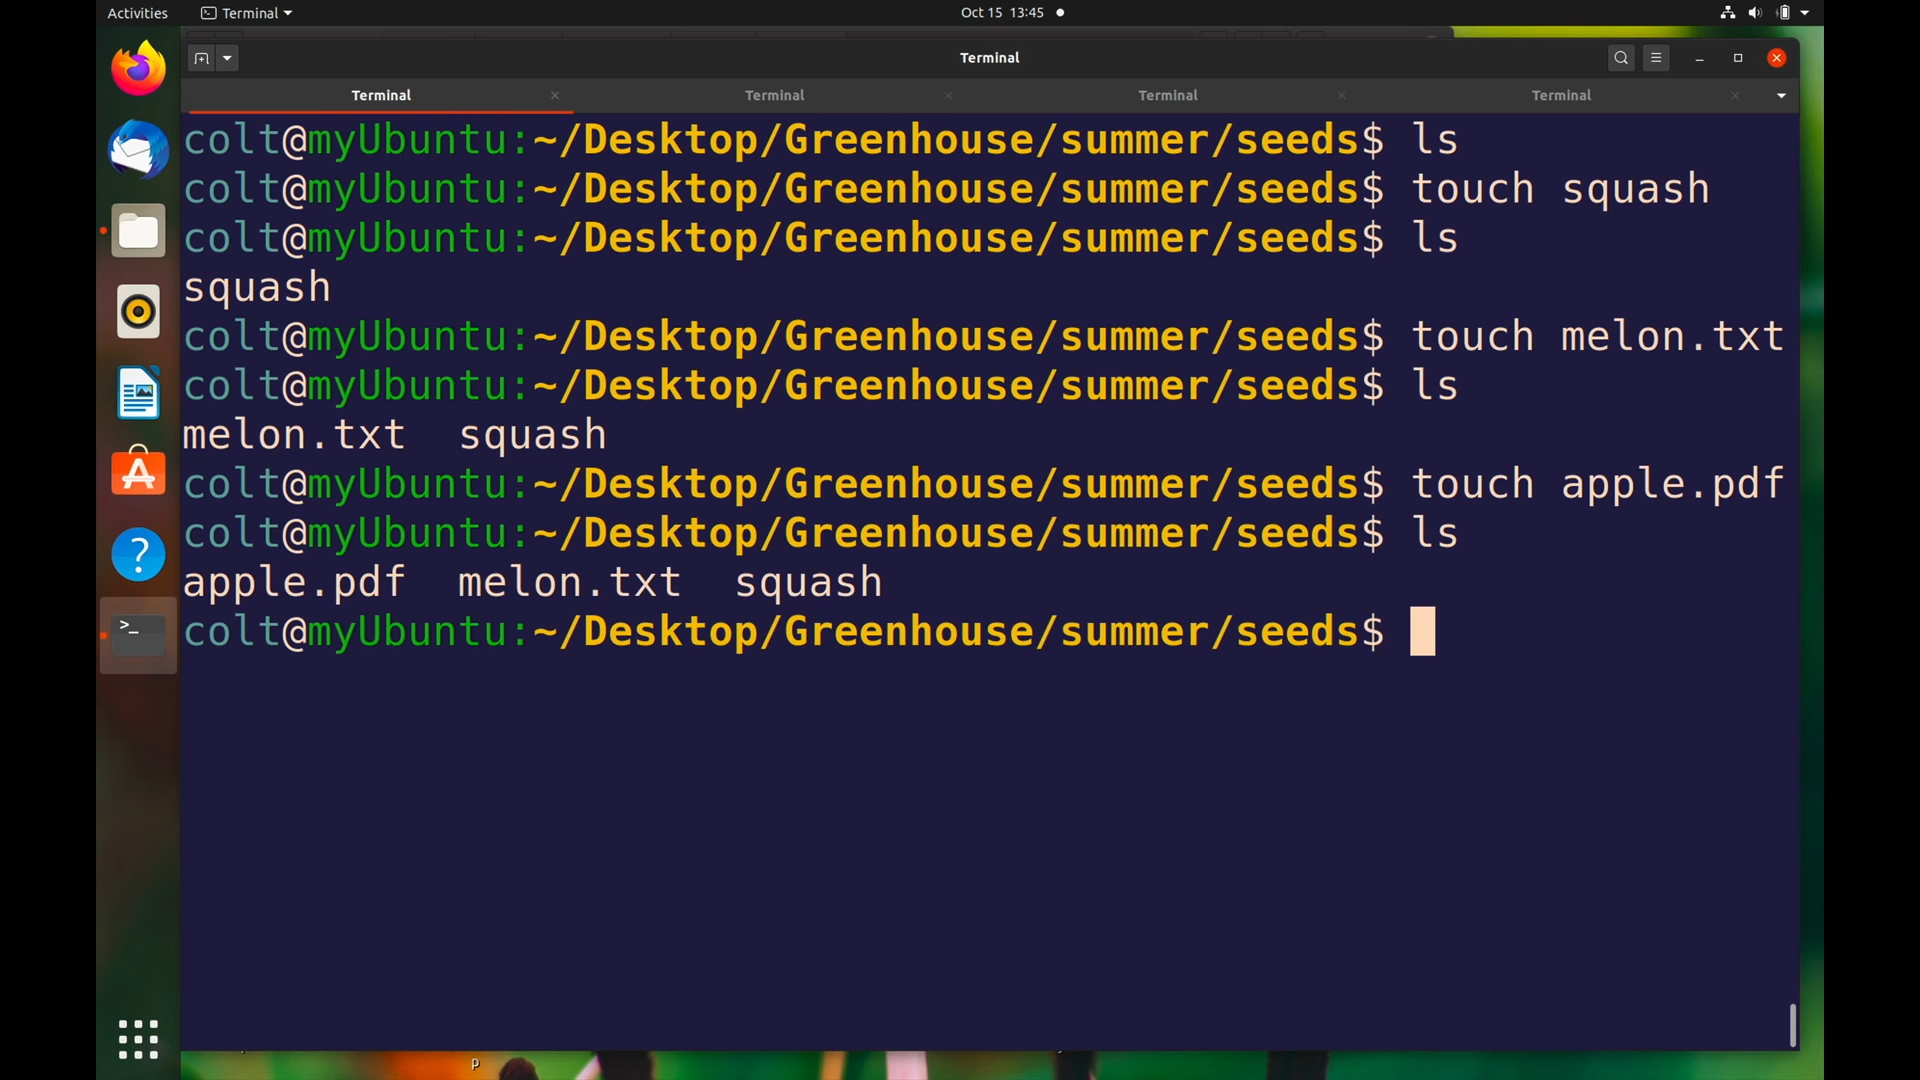 Activities Terminal Oct 15 13:45
Terminal
Terminal Terminal Terminal Terminal
colt@myUbuntu:~/Desktop/Greenhouse/summer/seeds$ ls
colt@myUbuntu:~/Desktop/Greenhouse/summer/seeds$ touch squash
colt@myUbuntu:~/Desktop/Greenhouse/summer/seeds$ ls
squash
colt@myUbuntu:~/Desktop/Greenhouse/summer/seeds$ touch melon.txt
colt@myUbuntu:~/Desktop/Greenhouse/summer/seeds$ ls
melon.txt  squash
colt@myUbuntu:~/Desktop/Greenhouse/summer/seeds$ touch apple.pdf
colt@myUbuntu:~/Desktop/Greenhouse/summer/seeds$ ls
apple.pdf  melon.txt  squash
colt@myUbuntu:~/Desktop/Greenhouse/summer/seeds$
p